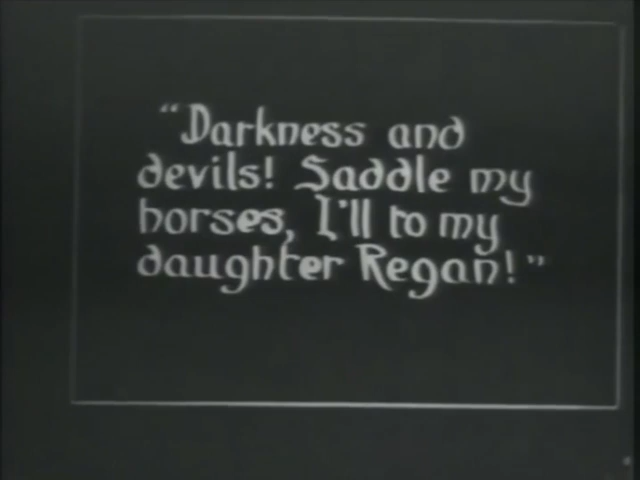 "Darkness and
devils! Saddle my
horses, I'll to my
daughter Regan!"